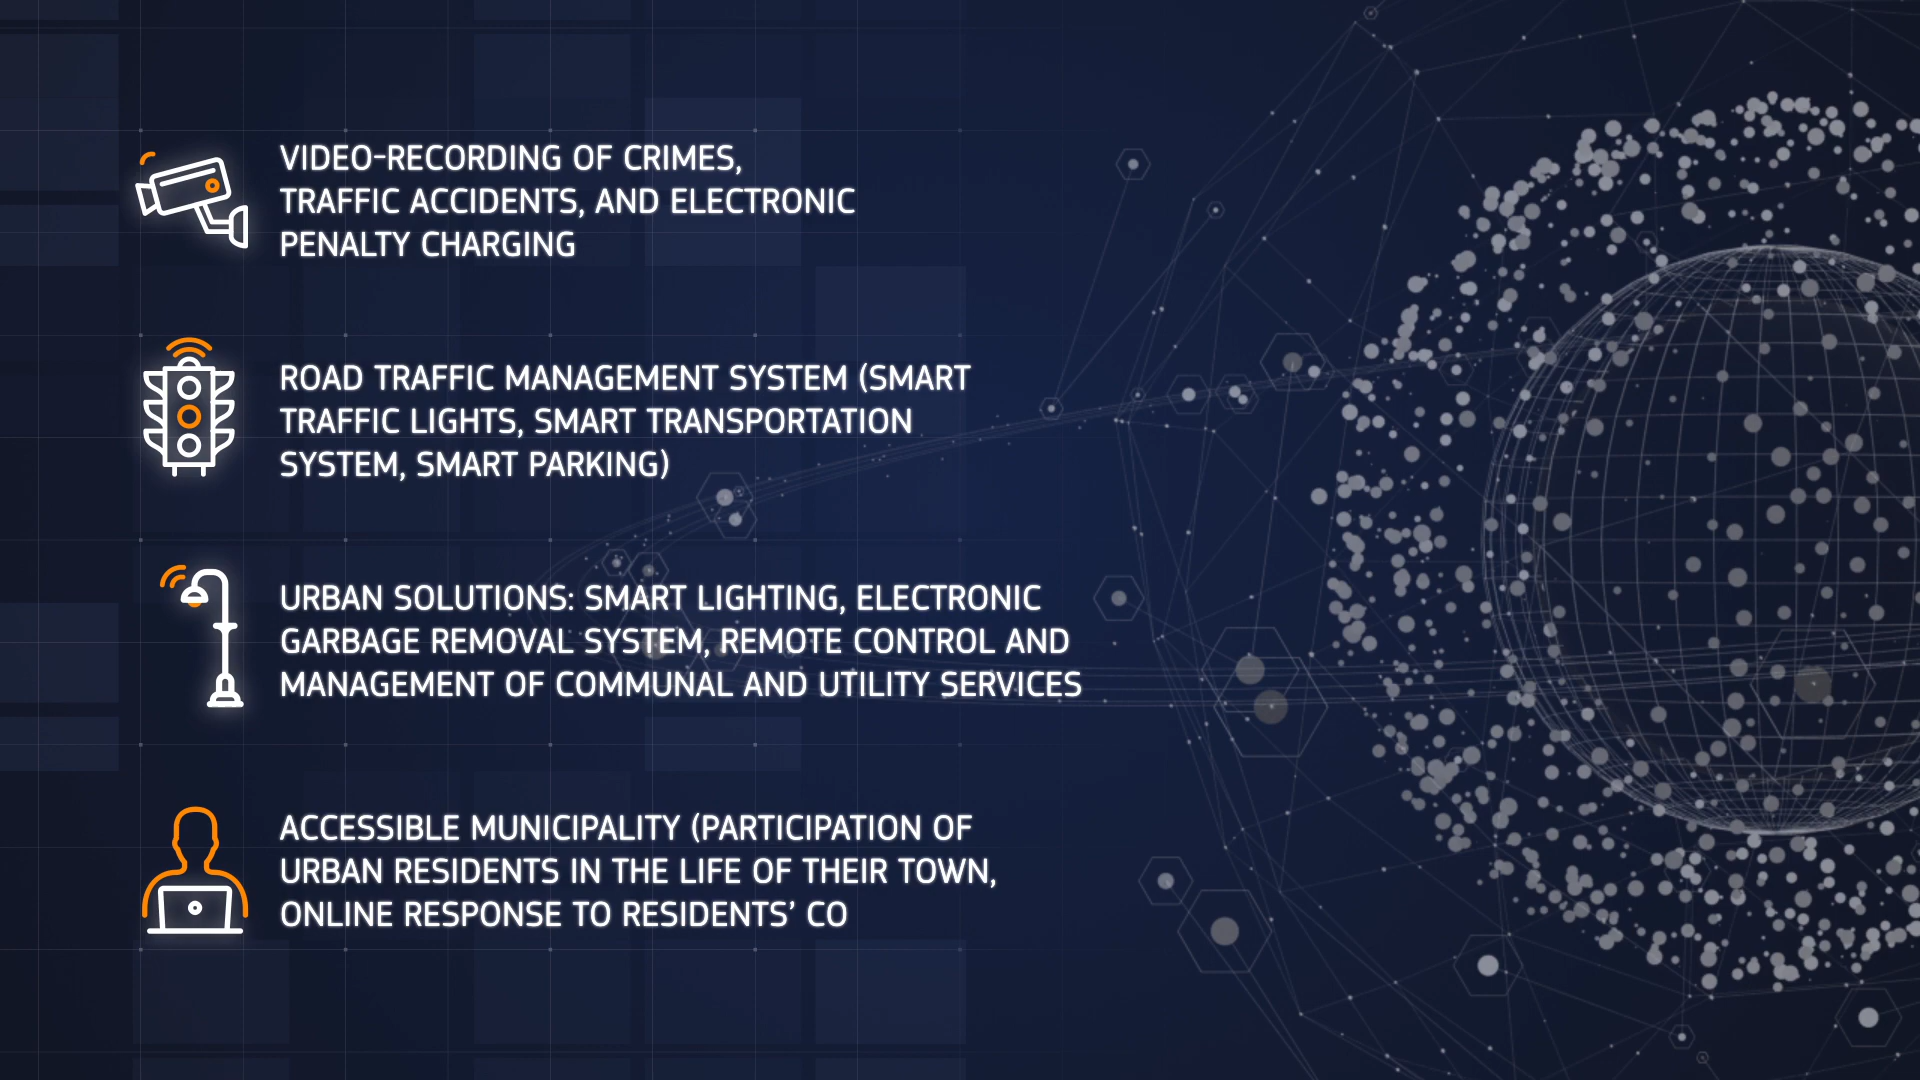 VIDEO-RECORDING OF CRIMES,
TRAFFIC ACCIDENTS, AND ELECTRONIC
PENALTY CHARGING
ROAD TRAFFIC MANAGEMENT SYSTEM (SMART
TRAFFIC LIGHTS, SMART TRANSPORTATION
SYSTEM, SMART PARKING)
URBAN SOLUTIONS: SMART LIGHTING, ELECTRONIC
GARBAGE REMOVAL SYSTEM, REMOTE CONTROL AND
MANAGEMENT OF COMMUNAL AND UTILITY SERVICES
ACCESSIBLE MUNICIPALITY (PARTICIPATION OF
URBAN RESIDENTS IN THE LIFE OF THEIR TOWN,
ONLINE RESPONSE TO RESIDENTS’ CO